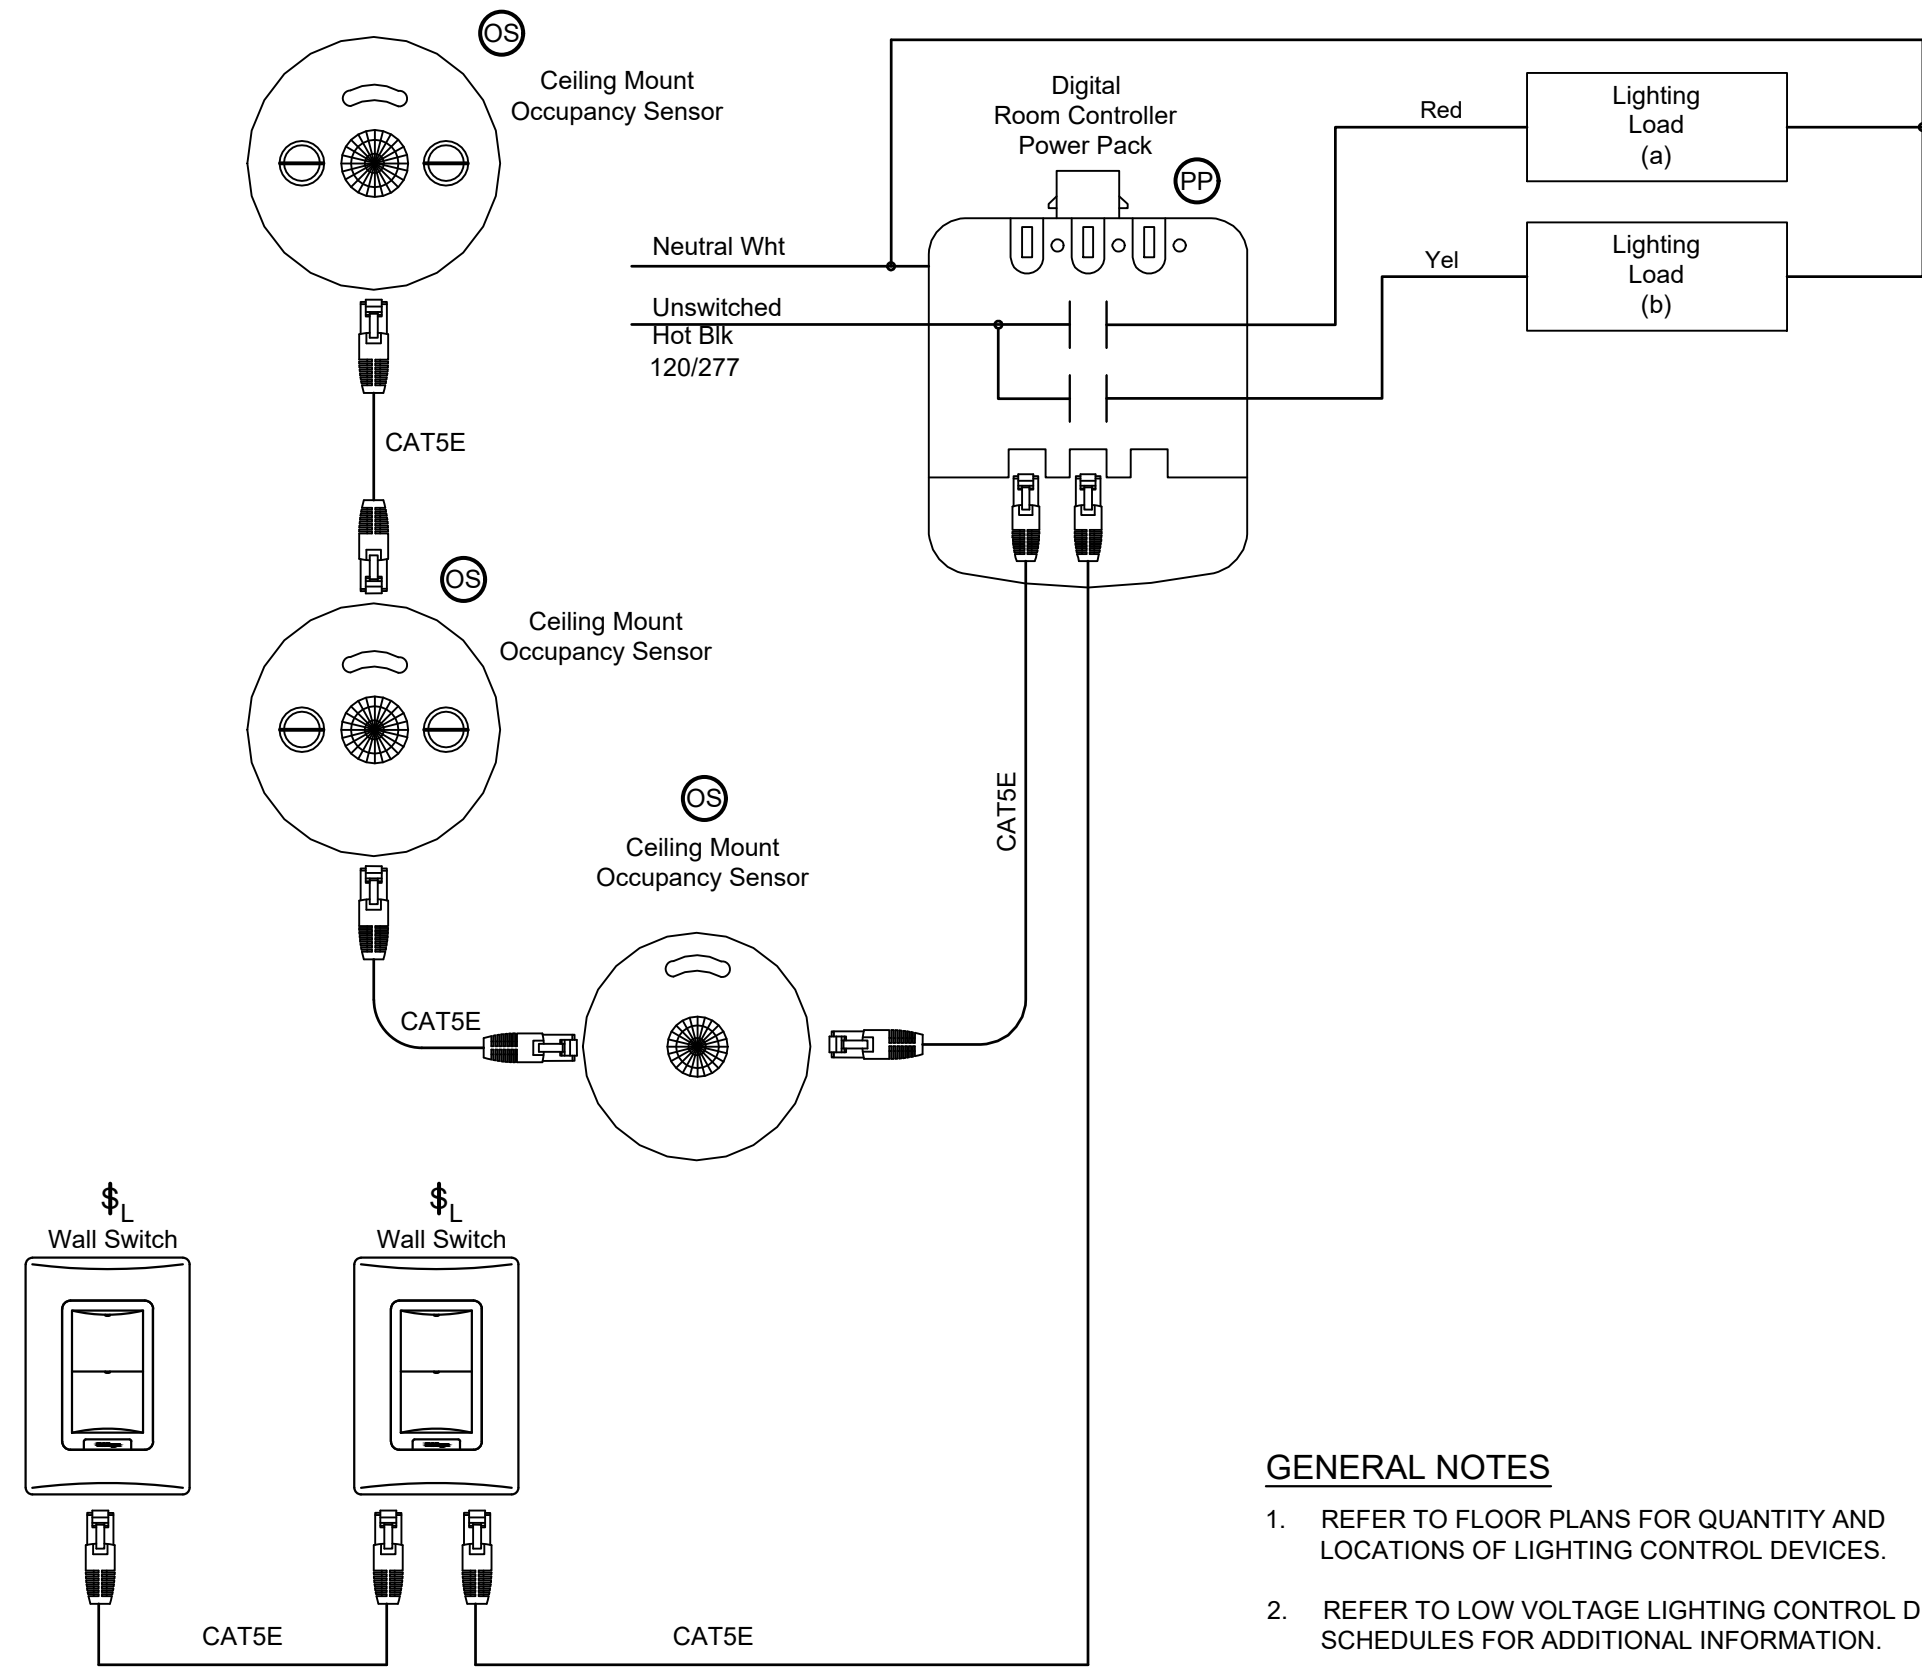 OS
Ceiling Mount
Occupancy Sensor
Digital
Room Controller
Power Pack
PP
Red
Lighting
Load
(a)
Neutral Wht
Yel
Lighting
Load
(b)
Unswitched
Hot Blk
120/277
CAT5E
OS
Ceiling Mount
Occupancy Sensor
OS
Ceiling Mount
Occupancy Sensor
CAT5E
CAT5E
$L
Wall Switch
$L
Wall Switch
CAT5E
CAT5E
GENERAL NOTES
1. REFER TO FLOOR PLANS FOR QUANTITY AND
LOCATIONS OF LIGHTING CONTROL DEVICES.
2. REFER TO LOW VOLTAGE LIGHTING CONTROL D
SCHEDULES FOR ADDITIONAL INFORMATION.